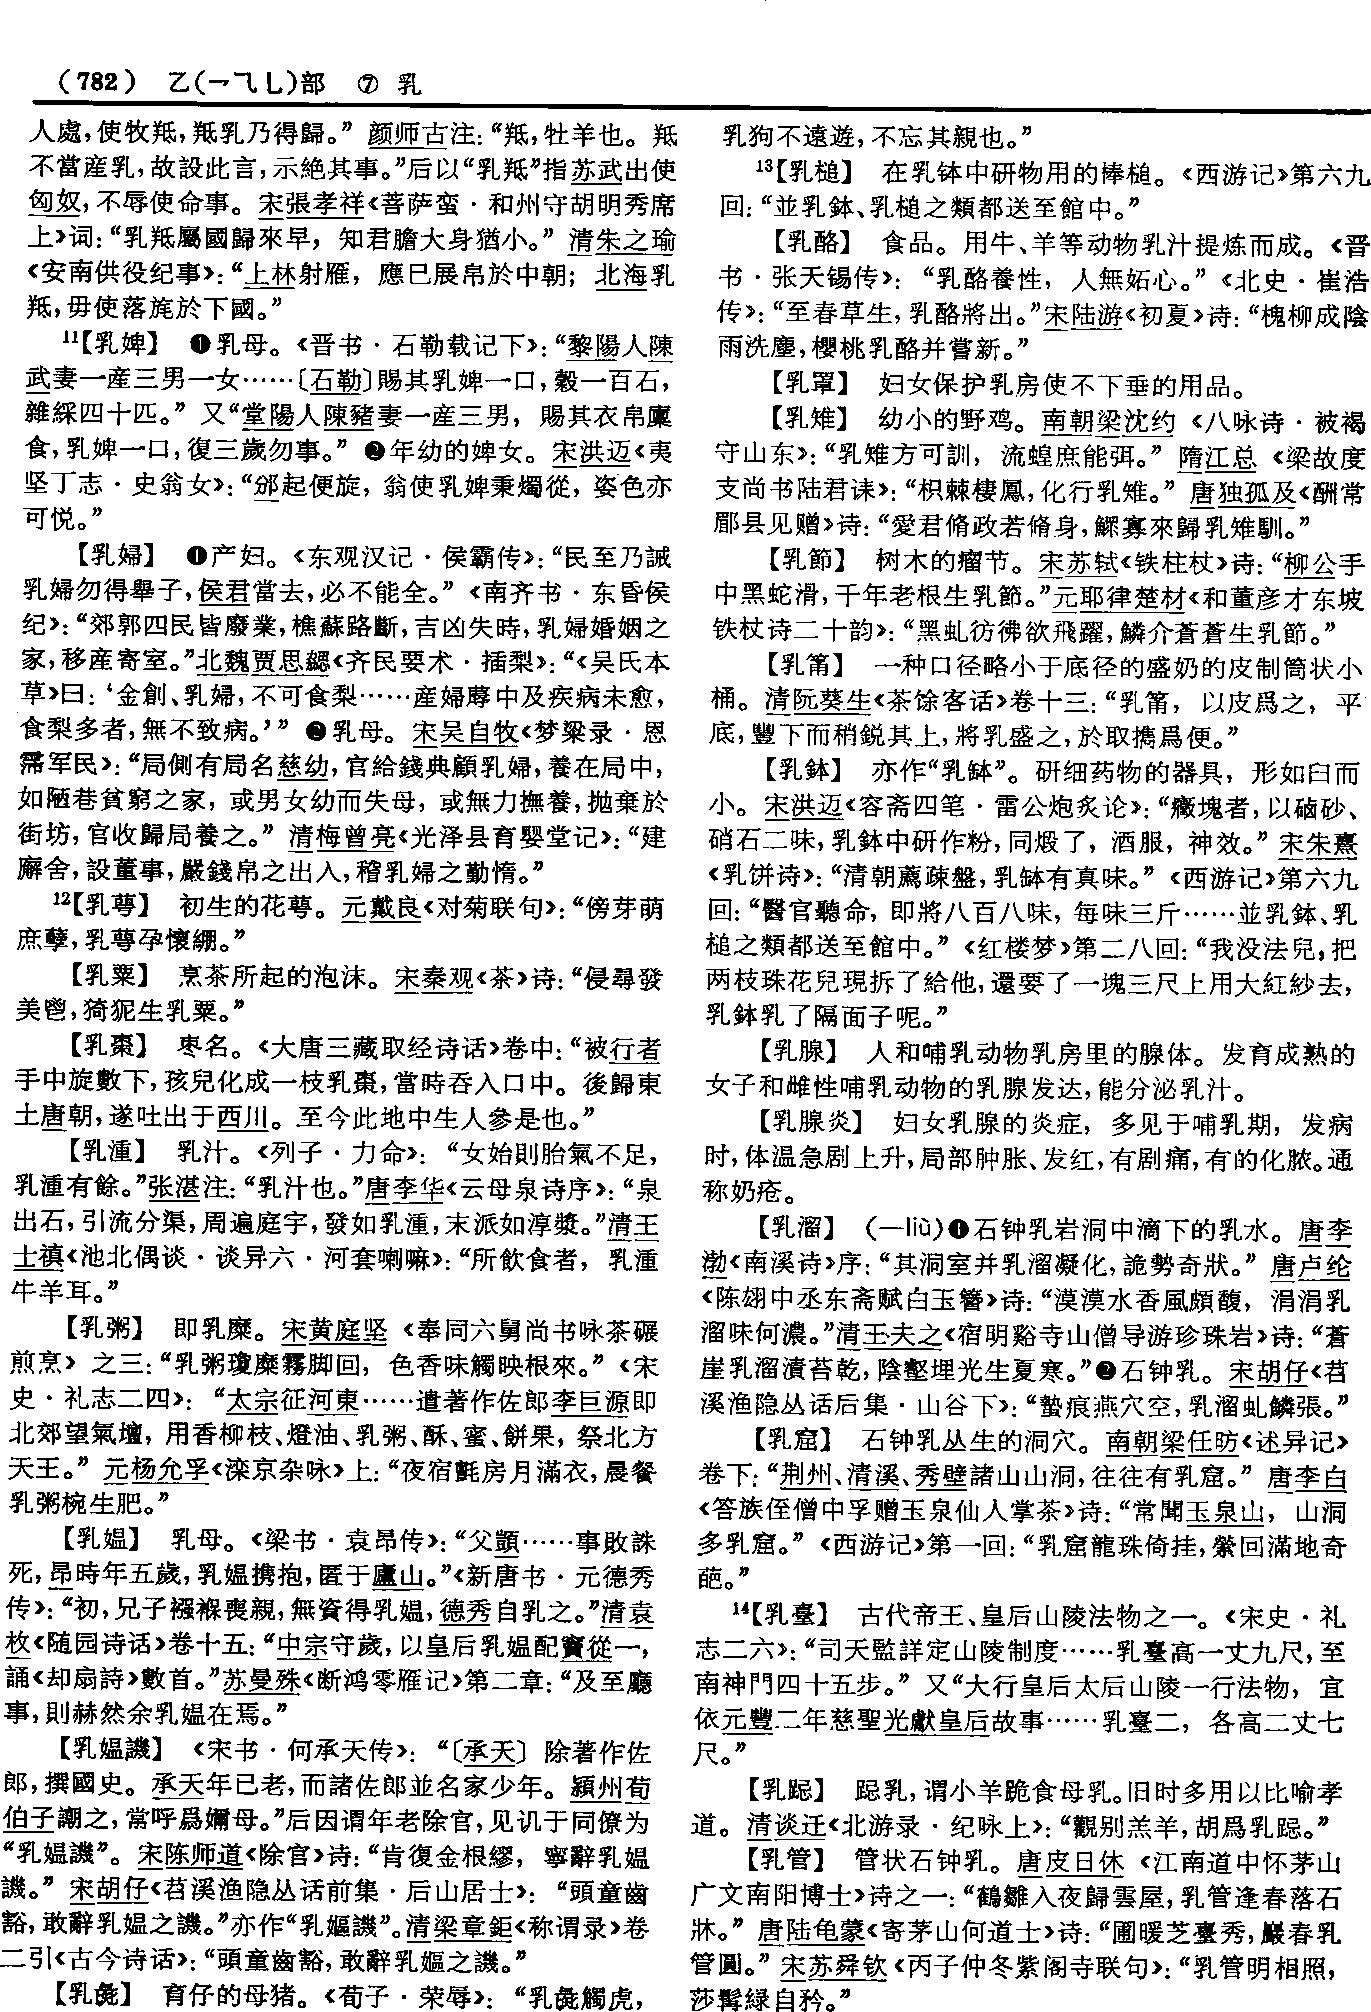 （782） 乙(乛⺄乚)部 ⑦ 乳
人處，使牧羝，羝乳乃得歸。”颜师古注：“羝，牡羊也。羝
不當産乳，故設此言，示絶其事。”后以“乳羝”指苏武出使
匈奴，不辱使命事。宋張孝祥《菩萨蛮·和州守胡明秀席
上》词：“乳羝屬國歸來早，知君膽大身猶小。”清朱之瑜
《安南供役纪事》：“上林射雁，應已展帛於中朝；北海乳
羝，毋使落旄於下國。”
¹¹【乳婢】 ❶乳母。《晋书·石勒载记下》：“黎陽人陳
武妻一産三男一女……〔石勒〕賜其乳婢一口，穀一百石，
雜綵四十匹。”又“堂陽人陳豬妻一産三男，賜其衣帛廩
食，乳婢一口，復三歲勿事。”❷年幼的婢女。宋洪迈《夷
坚丁志·史翁女》：“邠起便旋，翁使乳婢秉燭從，姿色亦
可悦。”
【乳婦】 ❶产妇。《东观汉记·侯霸传》：“民至乃誡
乳婦勿得舉子，侯君當去，必不能全。”《南齐书·东昏侯
纪》：“郊郭四民皆廢業，樵蘇路斷，吉凶失時，乳婦婚姻之
家，移産寄室。”北魏贾思勰《齐民要术·插梨》：“《吴氏本
草》曰：‘金創、乳婦，不可食梨……産婦蓐中及疾病未愈，
食梨多者，無不致病。’”❷乳母。宋吴自牧《梦粱录·恩
霈军民》：“局側有局名慈幼，官給錢典顧乳婦，養在局中，
如陋巷貧窮之家，或男女幼而失母，或無力撫養，抛棄於
街坊，官收歸局養之。”清梅曾亮《光泽县育婴堂记》：“建
廨舍，設董事，嚴錢帛之出入，稽乳婦之勤惰。”
¹²【乳萼】 初生的花萼。元戴良《对菊联句》：“傍芽萌
庶孽，乳萼孕懷綳。”
【乳粟】 烹茶所起的泡沫。宋秦观《茶》诗：“侵尋發
美鬯，猗狔生乳粟。”
【乳棗】 枣名。《大唐三藏取经诗话》卷中：“被行者
手中旋數下，孩兒化成一枝乳棗，當時吞入口中。後歸東
土唐朝，遂吐出于西川。至今此地中生人參是也。”
【乳湩】 乳汁。《列子·力命》：“女始則胎氣不足，
乳湩有餘。”张湛注：“乳汁也。”唐李华《云母泉诗序》：“泉
出石，引流分渠，周遍庭宇，發如乳湩，末派如淳漿。”清王
士禛《池北偶谈·谈异六·河套喇嘛》：“所飲食者，乳湩
牛羊耳。”
【乳粥】 即乳糜。宋黄庭坚《奉同六舅尚书咏茶碾
煎烹》之三：“乳粥瓊糜霧脚回，色香味觸映根來。”《宋
史·礼志二四》：“太宗征河東……遣著作佐郎李巨源即
北郊望氣壇，用香柳枝、燈油、乳粥、酥、蜜、餅果，祭北方
天王。”元杨允孚《滦京杂咏》上：“夜宿氈房月滿衣，晨餐
乳粥椀生肥。”
【乳媪】 乳母。《梁书·袁昂传》：“父顗……事敗誅
死，昂時年五歲，乳媪携抱，匿于廬山。”《新唐书·元德秀
传》：“初，兄子襁褓喪親，無資得乳媪，德秀自乳之。”清袁
枚《随园诗话》卷十五：“中宗守歲，以皇后乳媪配竇從一，
誦《却扇詩》數首。”苏曼殊《断鸿零雁记》第二章：“及至廳
事，則赫然余乳媪在焉。”
【乳媪譏】 《宋书·何承天传》：“〔承天〕除著作佐
郎，撰國史。承天年已老，而諸佐郎並名家少年。潁州荀
伯子謿之，嘗呼爲嬭母。”后因谓年老除官，见讥于同僚为
“乳媪譏”。宋陈师道《除官》诗：“肯復金根繆，寧辭乳媪
譏。”宋胡仔《苕溪渔隐丛话前集·后山居士》：“頭童齒
豁，敢辭乳媪之譏。”亦作“乳嫗譏”。清梁章鉅《称谓录》卷
二引《古今诗话》：“頭童齒豁，敢辭乳嫗之譏。”
【乳彘】 育仔的母猪。《荀子·荣辱》：“乳彘觸虎，
乳狗不遠遊，不忘其親也。”
¹³【乳槌】 在乳钵中研物用的棒槌。《西游记》第六九
回：“並乳鉢、乳槌之類都送至館中。”
【乳酪】 食品。用牛、羊等动物乳汁提炼而成。《晋
书·张天锡传》：“乳酪養性，人無妬心。”《北史·崔浩
传》：“至春草生，乳酪將出。”宋陆游《初夏》诗：“槐柳成陰
雨洗塵，櫻桃乳酪并嘗新。”
【乳罩】 妇女保护乳房使不下垂的用品。
【乳雉】 幼小的野鸡。南朝梁沈约《八咏诗·被褐
守山东》：“乳雉方可訓，流蝗庶能弭。”隋江总《梁故度
支尚书陆君诔》：“枳棘棲鳳，化行乳雉。”唐独孤及《酬常
郿县见赠》诗：“愛君脩政若脩身，鰥寡來歸乳雉馴。”
【乳節】 树木的瘤节。宋苏轼《铁柱杖》诗：“柳公手
中黑蛇滑，千年老根生乳節。”元耶律楚材《和董彦才东坡
铁杖诗二十韵》：“黑虬彷彿欲飛躍，鱗介蒼蒼生乳節。”
【乳筩】 一种口径略小于底径的盛奶的皮制筒状小
桶。清阮葵生《茶馀客话》卷十三：“乳筩，以皮爲之，平
底，豐下而稍鋭其上，將乳盛之，於取携爲便。”
【乳鉢】 亦作“乳缽”。研细药物的器具，形如臼而
小。宋洪迈《容斋四笔·雷公炮炙论》：“癥塊者，以硇砂、
硝石二味，乳鉢中研作粉，同煅了，酒服，神效。”宋朱熹
《乳饼诗》：“清朝薦疎盤，乳缽有真味。”《西游记》第六九
回：“醫官聽命，即將八百八味，每味三斤……並乳鉢、乳
槌之類都送至館中。”《红楼梦》第二八回：“我没法兒，把
两枝珠花兒現拆了給他，還要了一塊三尺上用大紅紗去，
乳鉢乳了隔面子呢。”
【乳腺】 人和哺乳动物乳房里的腺体。发育成熟的
女子和雌性哺乳动物的乳腺发达，能分泌乳汁。
【乳腺炎】 妇女乳腺的炎症，多见于哺乳期，发病
时，体温急剧上升，局部肿胀、发红，有剧痛，有的化脓。通
称奶疮。
【乳溜】 (—liù)❶石钟乳岩洞中滴下的乳水。唐李
渤《南溪诗》序：“其洞室并乳溜凝化，詭勢奇狀。”唐卢纶
《陈翃中丞东斋赋白玉簪》诗：“漠漠水香風頗馥，涓涓乳
溜味何濃。”清王夫之《宿明谿寺山僧导游珍珠岩》诗：“蒼
崖乳溜漬苔乾，陰壑埋光生夏寒。”❷石钟乳。宋胡仔《苕
溪渔隐丛话后集·山谷下》：“蟄痕燕穴空，乳溜虬鱗張。”
【乳窟】 石钟乳丛生的洞穴。南朝梁任昉《述异记》
卷下：“荆州、清溪、秀壁諸山山洞，往往有乳窟。”唐李白
《答族侄僧中孚赠玉泉仙人掌茶》诗：“常聞玉泉山，山洞
多乳窟。”《西游记》第一回：“乳窟龍珠倚挂，縈回滿地奇
葩。”
¹⁴【乳臺】 古代帝王、皇后山陵法物之一。《宋史·礼
志二六》：“司天監詳定山陵制度……乳臺高一丈九尺，至
南神門四十五步。”又“大行皇后太后山陵一行法物，宜
依元豐二年慈聖光獻皇后故事……乳臺二，各高二丈七
尺。”
【乳跽】 跽乳，谓小羊跪食母乳。旧时多用以比喻孝
道。清谈迁《北游录·纪咏上》：“觀别羔羊，胡爲乳跽。”
【乳管】 管状石钟乳。唐皮日休《江南道中怀茅山
广文南阳博士》诗之一：“鶴雛入夜歸雲屋，乳管逢春落石
牀。”唐陆龟蒙《寄茅山何道士》诗：“圃暖芝臺秀，巖春乳
管圓。”宋苏舜钦《丙子仲冬紫阁寺联句》：“乳管明相照，
莎髯緑自矜。”